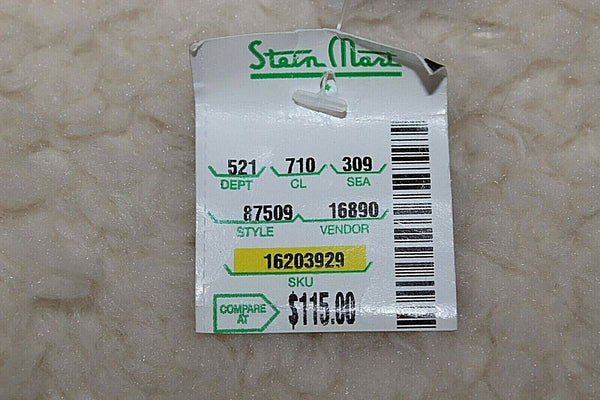 Stein Mart
521 710 309
DEPT CL SEA
87509 16890
STYLE VENDOR
16203929
SKU
COMPARE AT $115.00